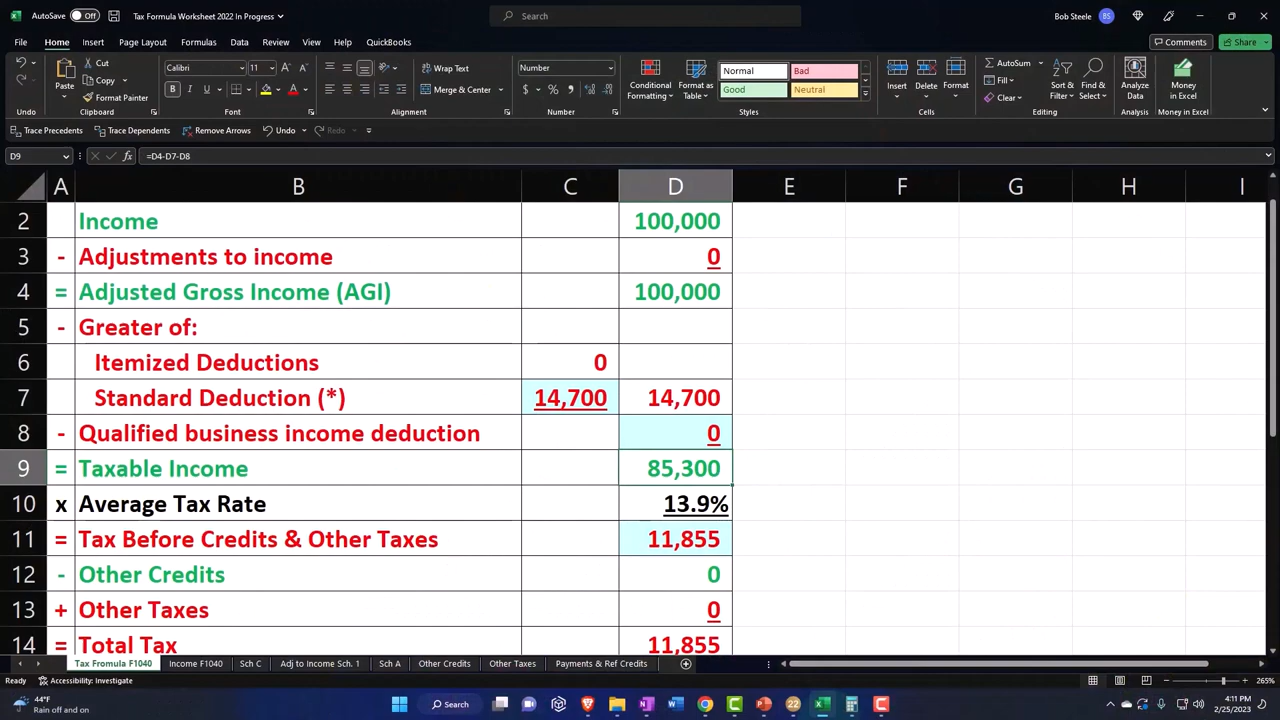 AutoSave Off Tax Formula Worksheet 2022 In Progress Search Bob Steele BS
File Home Insert Page Layout Formulas Data Review View Help QuickBooks Comments Share
Cut Calibri 11 Wrap Text Number Normal Bad AutoSum
Copy Good Neutral Fill
Paste Format Painter B I U Merge & Center $ % Conditional Formatting Format as Table Insert Delete Format Clear Sort & Filter Find & Select Analyze Data Money in Excel
Undo Clipboard Font Alignment Number Styles Cells Editing Analysis Money in Excel
Trace Precedents Trace Dependents Remove Arrows Undo Redo
D9 fx =D4-D7-D8
A B C D E F G H I
2 Income 100,000
3 - Adjustments to income 0
4 = Adjusted Gross Income (AGI) 100,000
5 - Greater of:
6 Itemized Deductions 0
7 Standard Deduction (*) 14,700 14,700
8 - Qualified business income deduction 0
9 = Taxable Income 85,300
10 x Average Tax Rate 13.9%
11 = Tax Before Credits & Other Taxes 11,855
12 - Other Credits 0
13 + Other Taxes 0
14 = Total Tax 11,855
Tax Fromula F1040 Income F1040 Sch C Adj to Income Sch. 1 Sch A Other Credits Other Taxes Payments & Ref Credits
Ready Accessibility: Investigate 265%
44°F Search 22 4:11 PM
Rain off and on 2/25/2023